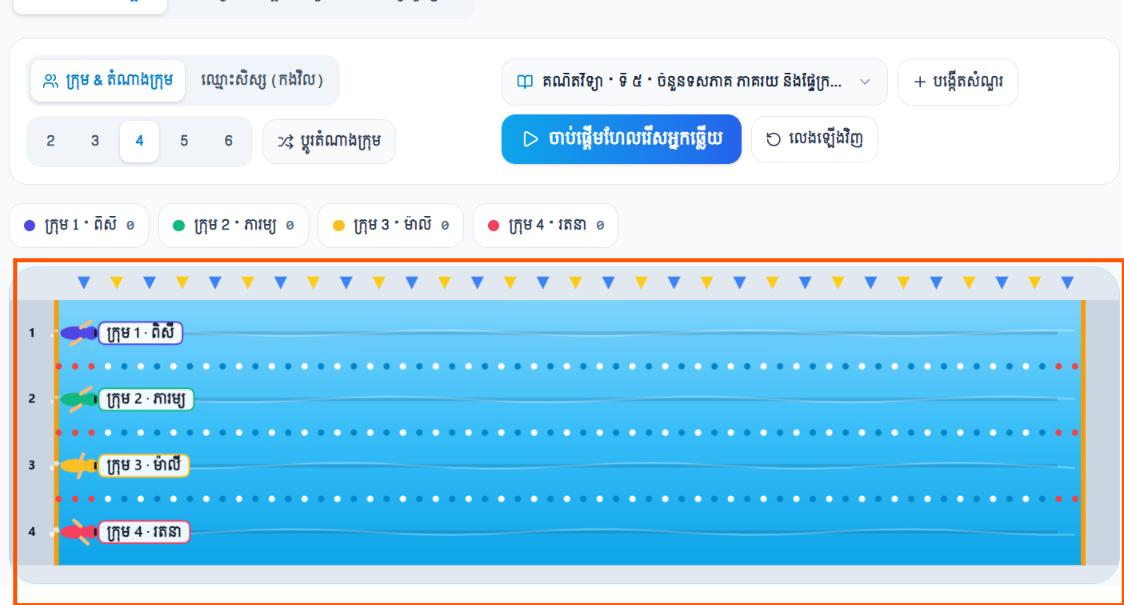 ក្រុម & តំណាងក្រុម
ឈ្មោះសិស្ស (កង់វិល)
គណិតវិទ្យា · ទី ៥ · ចំនួនទសភាគ ភាគរយ និងផ្ទៃក្រ...
+ បង្កើតសំណួរ
2 3 4 5 6
ប្តូរតំណាងក្រុម
ចាប់ផ្តើមហែលរើសអ្នកឆ្លើយ
លេងឡើងវិញ
ក្រុម 1 · ពិសី 0
ក្រុម 2 · ភារម្យ 0
ក្រុម 3 · ម៉ាលី 0
ក្រុម 4 · រតនា 0
1 ក្រុម 1 · ពិសី
2 ក្រុម 2 · ភារម្យ
3 ក្រុម 3 · ម៉ាលី
4 ក្រុម 4 · រតនា